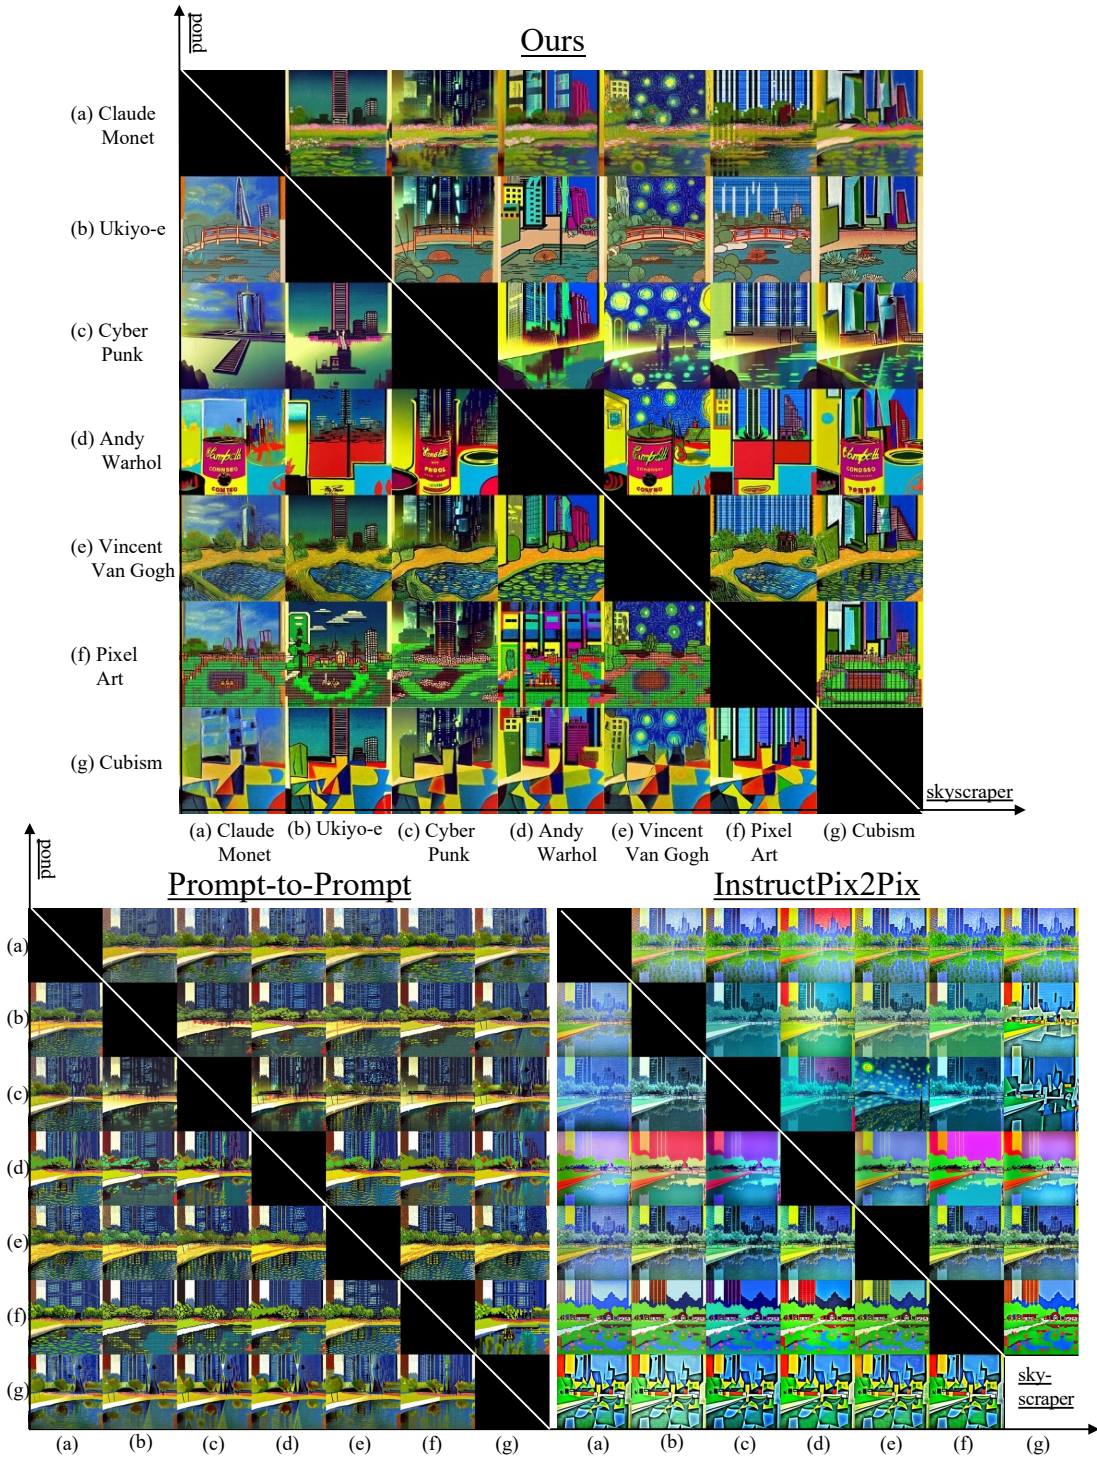 pond
Ours
(a) Claude
Monet
(b) Ukiyo-e
(c) Cyber
Punk
(d) Andy
Warhol
(e) Vincent
Van Gogh
(f) Pixel
Art
(g) Cubism
skyscraper
(a) Claude
Monet
(b) Ukiyo-e
(c) Cyber
Punk
(d) Andy
Warhol
(e) Vincent
Van Gogh
(f) Pixel
Art
(g) Cubism
pond
Prompt-to-Prompt
InstructPix2Pix
(a)
(b)
(c)
(d)
(e)
(f)
(g)
sky-
scraper
(a) (b) (c) (d) (e) (f) (g)
(a) (b) (c) (d) (e) (f) (g)